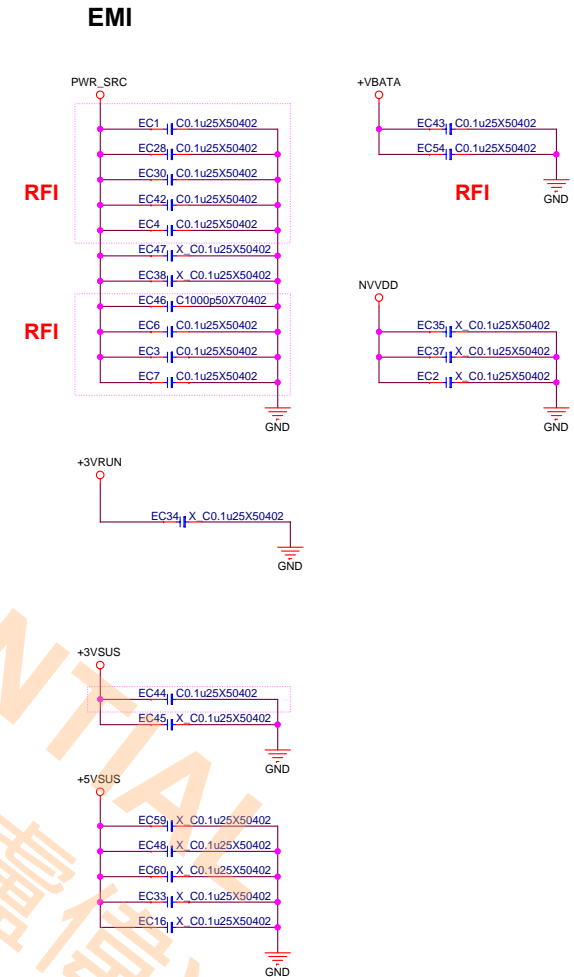 EMI
PWR_SRC
EC1 C0.1u25X50402
EC28 C0.1u25X50402
EC30 C0.1u25X50402
RFI
EC42 C0.1u25X50402
EC4 C0.1u25X50402
EC47 X_C0.1u25X50402
EC38 X_C0.1u25X50402
EC46 C1000p50X70402
RFI
EC6 C0.1u25X50402
EC3 C0.1u25X50402
EC7 C0.1u25X50402
GND
+VBATA
EC43 C0.1u25X50402
EC54 C0.1u25X50402
RFI
GND
NVVDD
EC35 X_C0.1u25X50402
EC37 X_C0.1u25X50402
EC2 X_C0.1u25X50402
GND
+3VRUN
EC34 X_C0.1u25X50402
GND
+3VSUS
EC44 C0.1u25X50402
EC45 X_C0.1u25X50402
GND
+5VSUS
EC59 X_C0.1u25X50402
EC48 X_C0.1u25X50402
EC60 X_C0.1u25X50402
EC33 X_C0.1u25X50402
EC16 X_C0.1u25X50402
GND
NTIAL